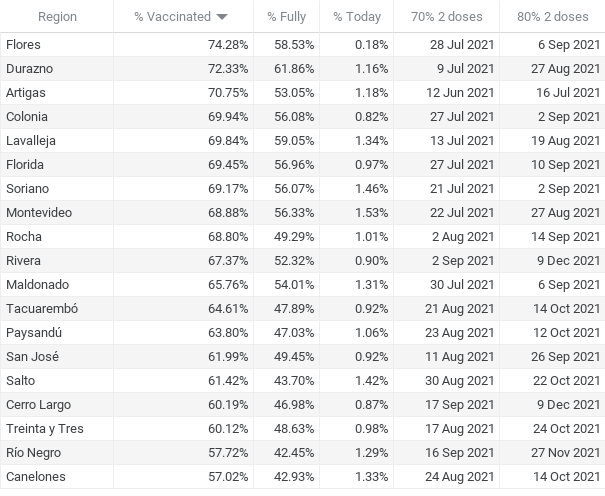 Region % Vaccinated % Fully % Today 70% 2 doses 80% 2 doses
Flores 74.28% 58.53% 0.18% 28 Jul 2021 6 Sep 2021
Durazno 72.33% 61.86% 1.16% 9 Jul 2021 27 Aug 2021
Artigas 70.75% 53.05% 1.18% 12 Jun 2021 16 Jul 2021
Colonia 69.94% 56.08% 0.82% 27 Jul 2021 2 Sep 2021
Lavalleja 69.84% 59.05% 1.34% 13 Jul 2021 19 Aug 2021
Florida 69.45% 56.96% 0.97% 27 Jul 2021 10 Sep 2021
Soriano 69.17% 56.07% 1.46% 21 Jul 2021 2 Sep 2021
Montevideo 68.88% 56.33% 1.53% 22 Jul 2021 27 Aug 2021
Rocha 68.80% 49.29% 1.01% 2 Aug 2021 14 Sep 2021
Rivera 67.37% 52.32% 0.90% 2 Sep 2021 9 Dec 2021
Maldonado 65.76% 54.01% 1.31% 30 Jul 2021 6 Sep 2021
Tacuarembó 64.61% 47.89% 0.92% 21 Aug 2021 14 Oct 2021
Paysandú 63.80% 47.03% 1.06% 23 Aug 2021 12 Oct 2021
San José 61.99% 49.45% 0.92% 11 Aug 2021 26 Sep 2021
Salto 61.42% 43.70% 1.42% 30 Aug 2021 22 Oct 2021
Cerro Largo 60.19% 46.98% 0.87% 17 Sep 2021 9 Dec 2021
Treinta y Tres 60.12% 48.63% 0.98% 17 Aug 2021 24 Oct 2021
Río Negro 57.72% 42.45% 1.29% 16 Sep 2021 27 Nov 2021
Canelones 57.02% 42.93% 1.33% 24 Aug 2021 14 Oct 2021